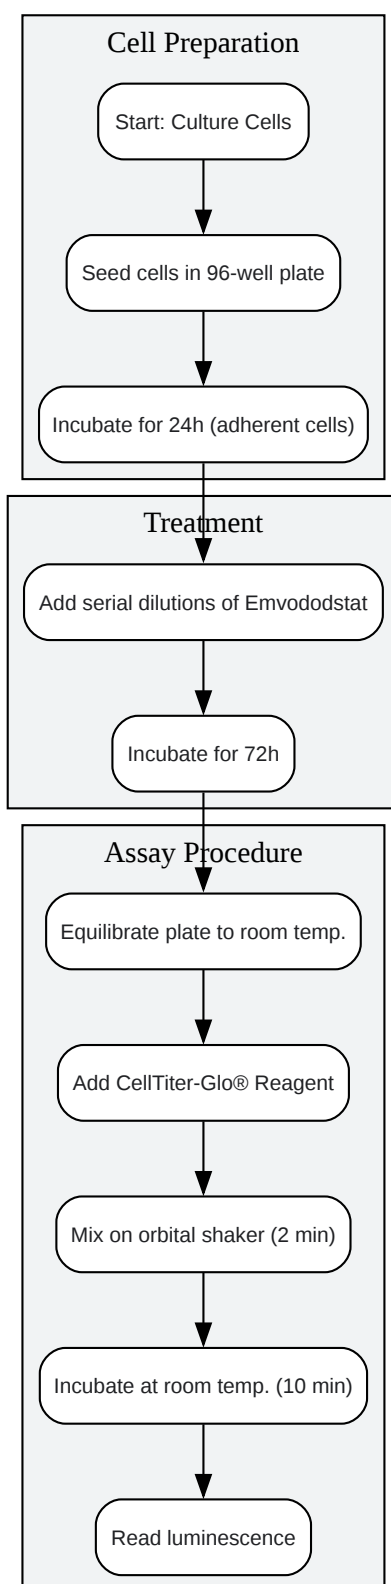 Cell Preparation
Start: Culture Cells
Seed cells in 96-well plate
Incubate for 24h (adherent cells)
Treatment
Add serial dilutions of Emvododstat
Incubate for 72h
Assay Procedure
Equilibrate plate to room temp.
Add CellTiter-Glo® Reagent
Mix on orbital shaker (2 min)
Incubate at room temp. (10 min)
Read luminescence